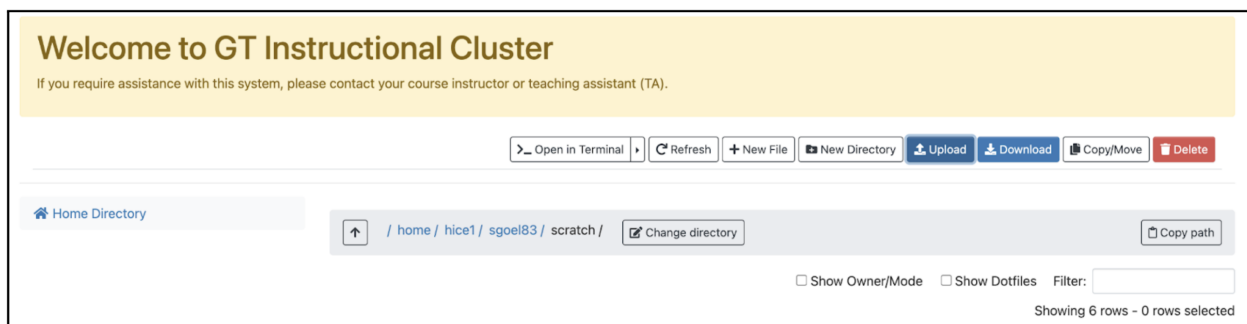 Welcome to GT Instructional Cluster
If you require assistance with this system, please contact your course instructor or teaching assistant (TA).
>_ Open in Terminal Refresh + New File New Directory Upload Download Copy/Move Delete
Home Directory
/ home / hice1 / sgoel83 / scratch / Change directory Copy path
Show Owner/Mode Show Dotfiles Filter:
Showing 6 rows - 0 rows selected